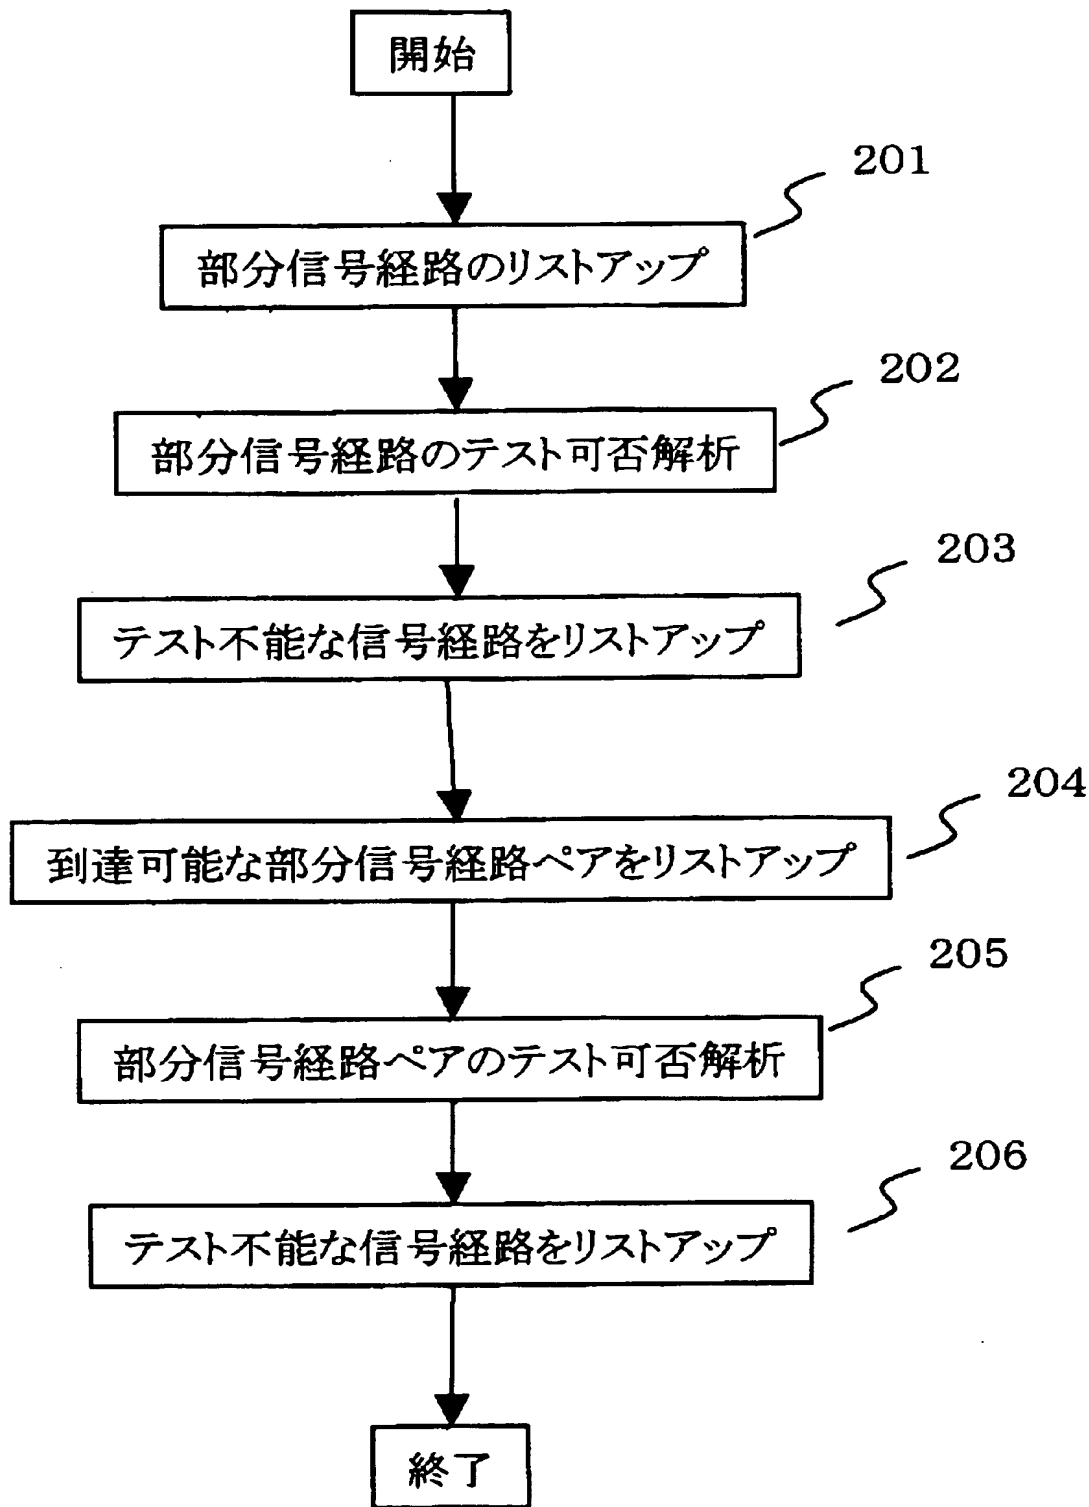 開始
201
部分信号経路のリストアップ
202
部分信号経路のテスト可否解析
203
テスト不能な信号経路をリストアップ
204
到達可能な部分信号経路ペアをリストアップ
205
部分信号経路ペアのテスト可否解析
206
テスト不能な信号経路をリストアップ
終了